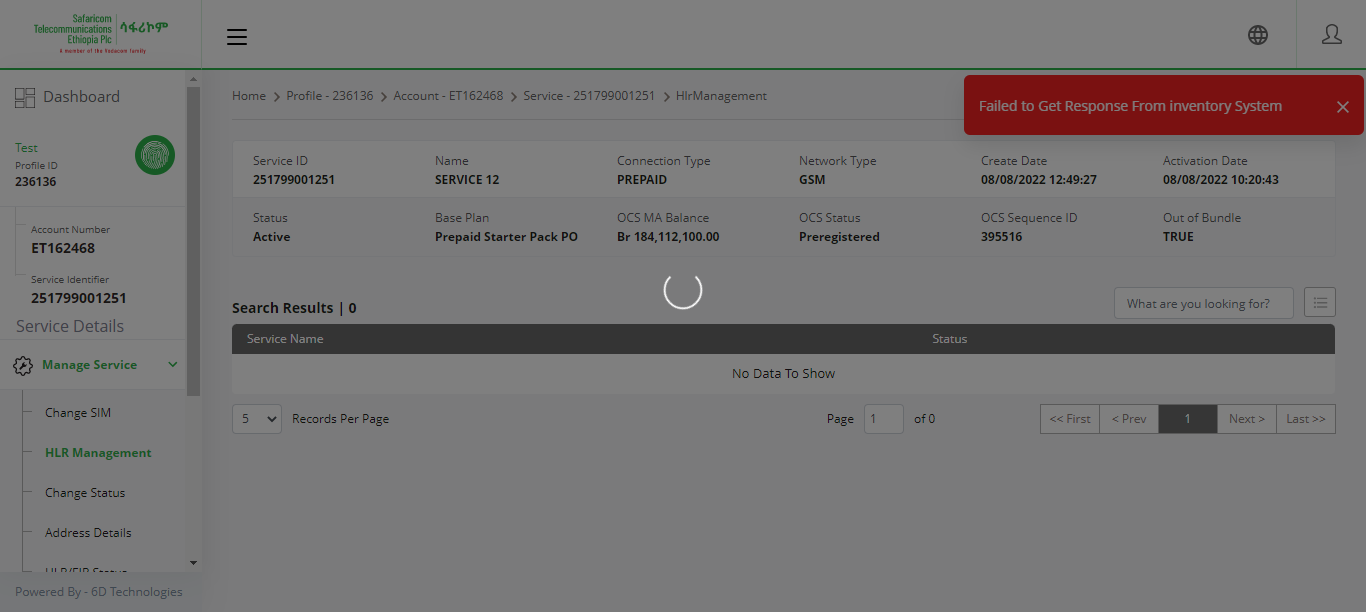 Safaricom
Telecommunications
Ethiopia Plc
ሳፋሪኮም
A member of the Vodacom family
Dashboard
Home > Profile - 236136 > Account - ET162468 > Service - 251799001251 > HlrManagement
Failed to Get Response From inventory System
Test
Profile ID
236136
Account Number
ET162468
Service Identifier
251799001251
Service Details
Manage Service
Change SIM
HLR Management
Change Status
Address Details
HLR/EIR Status
Powered By - 6D Technologies
Service ID Name Connection Type Network Type Create Date Activation Date
251799001251 SERVICE 12 PREPAID GSM 08/08/2022 12:49:27 08/08/2022 10:20:43
Status Base Plan OCS MA Balance OCS Status OCS Sequence ID Out of Bundle
Active Prepaid Starter Pack PO Br 184,112,100.00 Preregistered 395516 TRUE
Search Results | 0
What are you looking for?
Service Name Status
No Data To Show
5 Records Per Page Page 1 of 0 << First < Prev 1 Next > Last >>